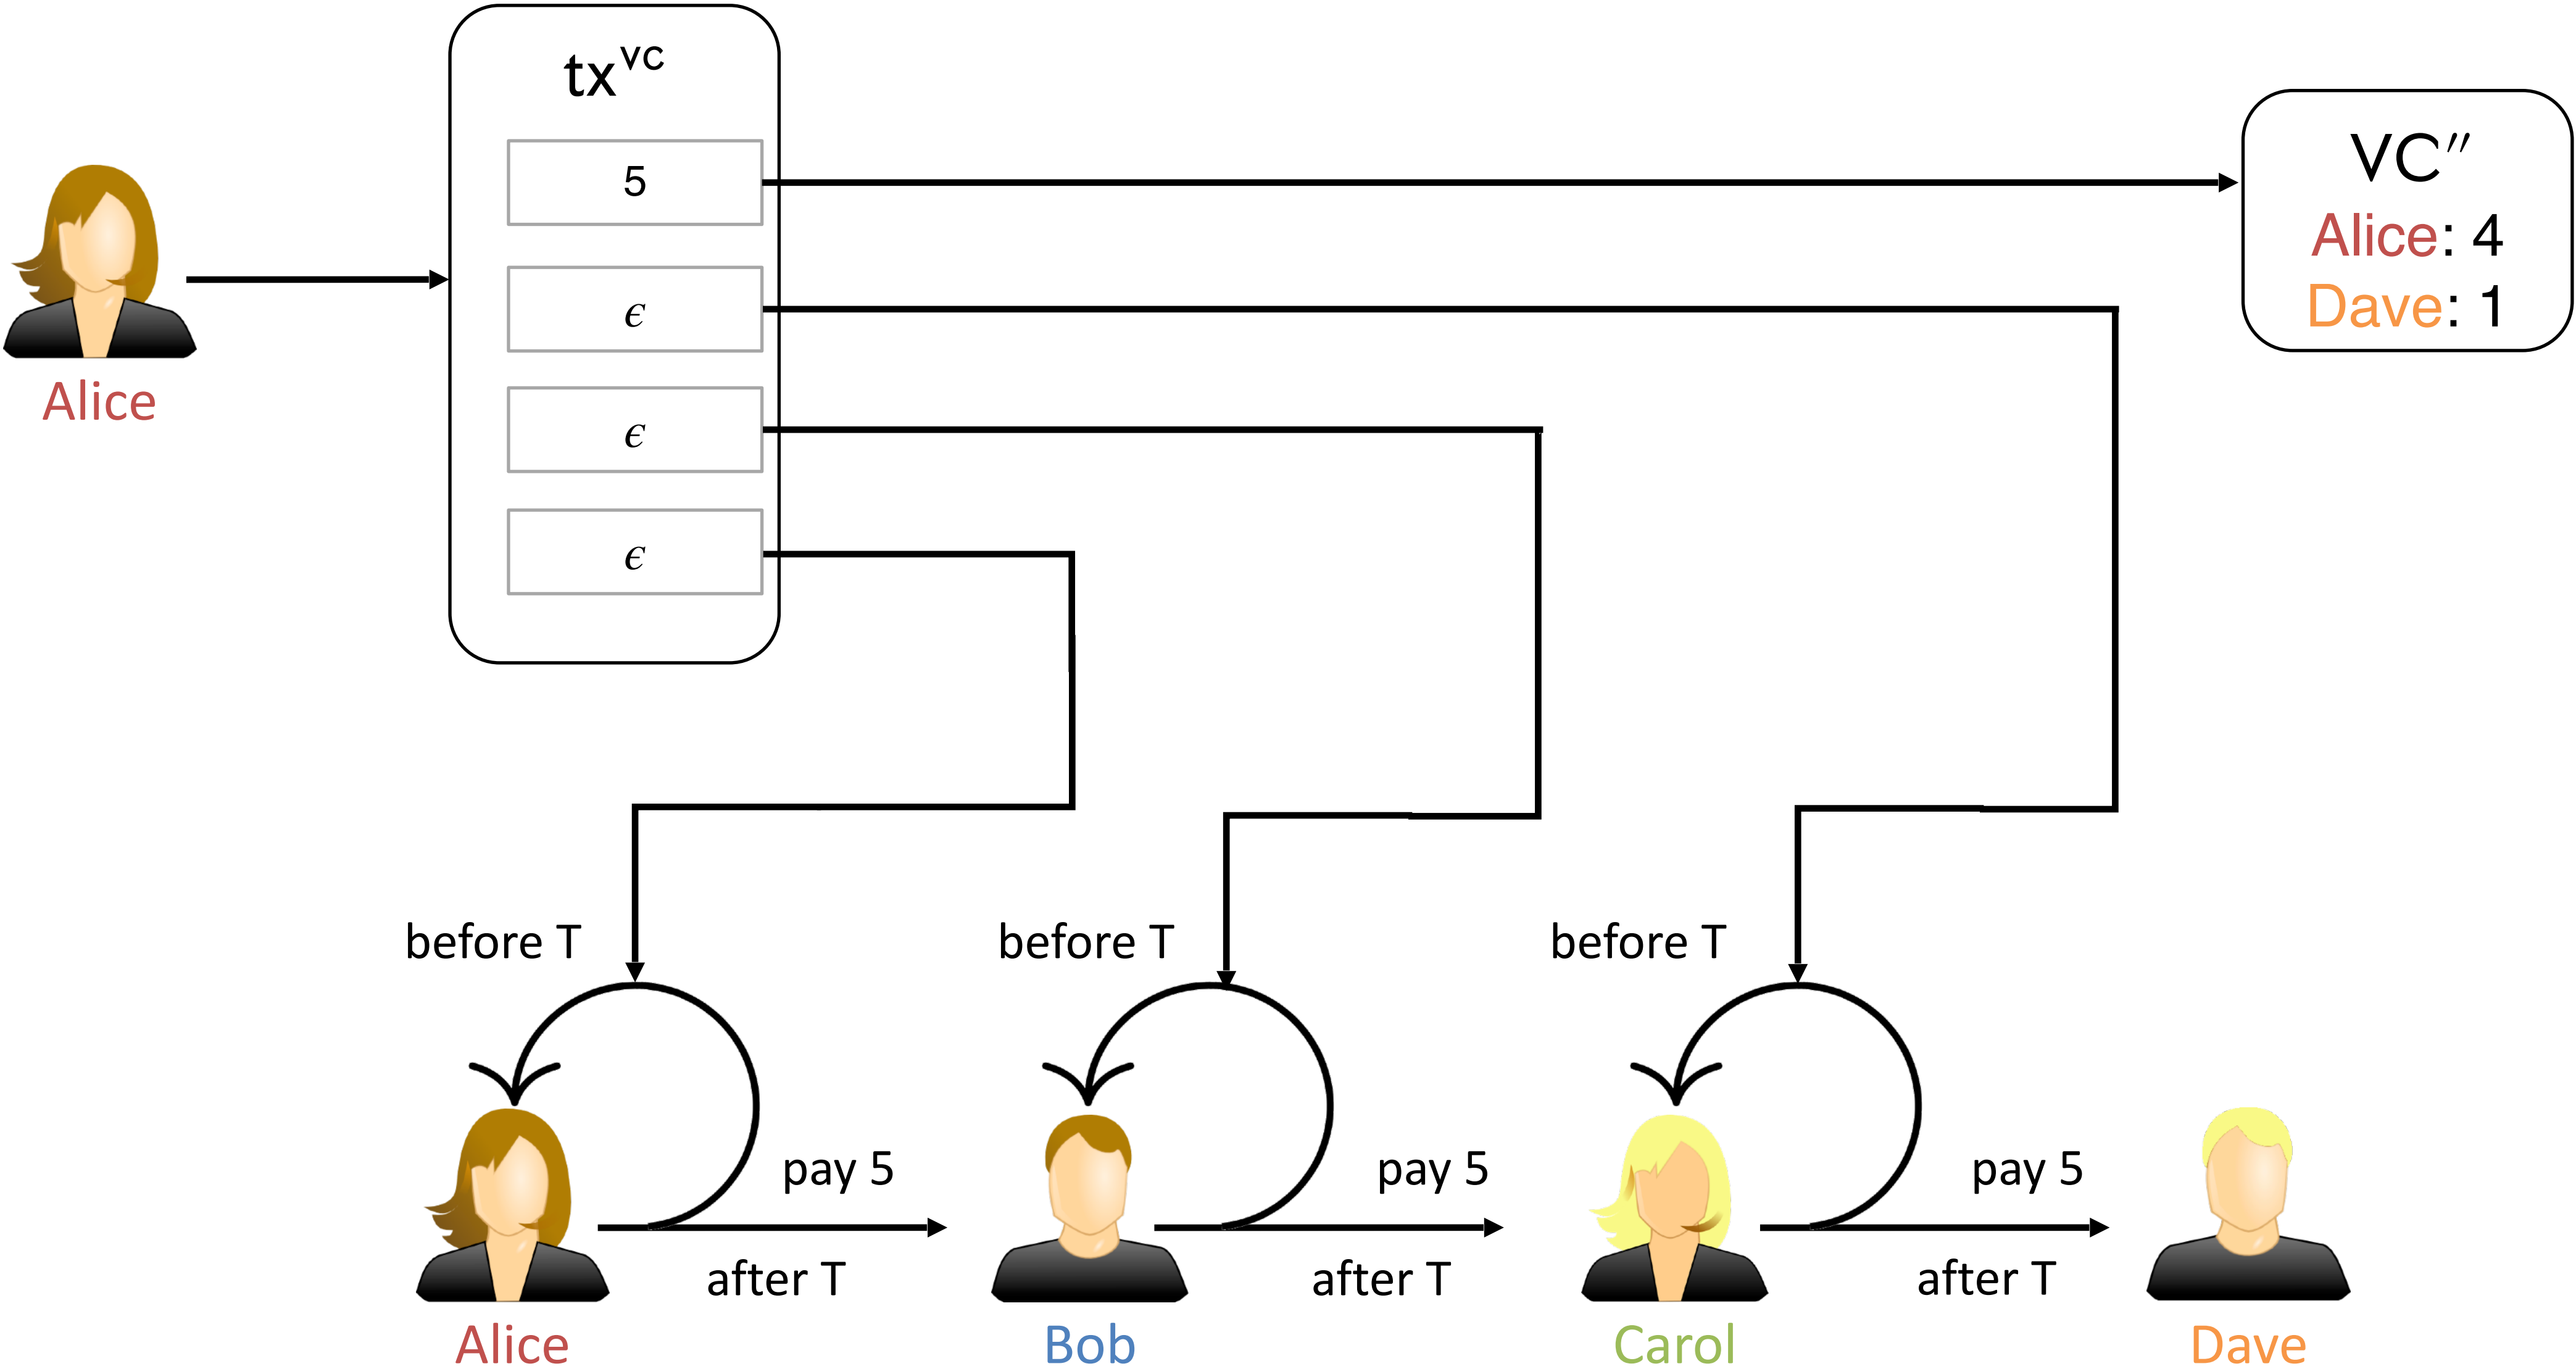 tx^vc
5
ϵ
ϵ
ϵ
VC″
Alice: 4
Dave: 1
Alice
before T
before T
before T
pay 5
pay 5
pay 5
after T
after T
after T
Alice
Bob
Carol
Dave